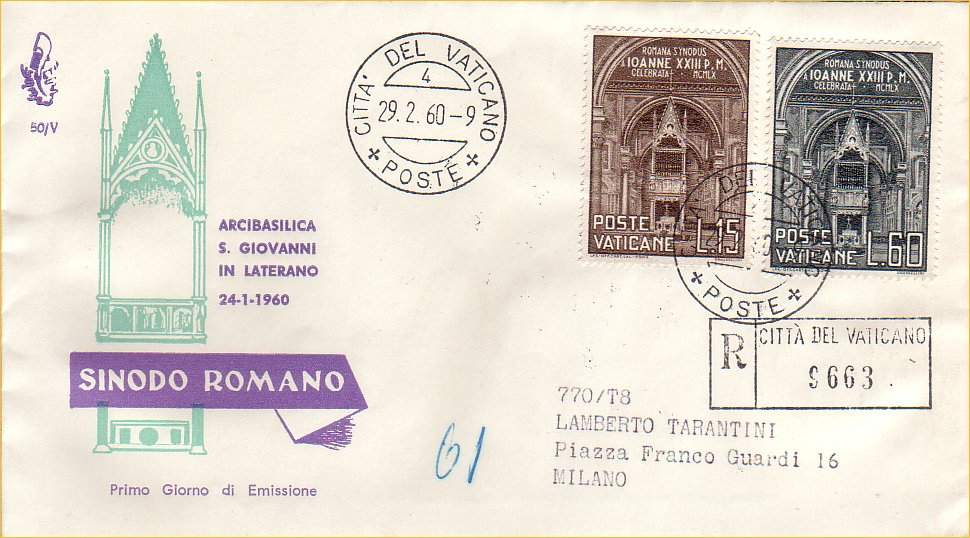 50/V
ARCIBASILICA
S. GIOVANNI
IN LATERANO
24-1-1960
SINODO ROMANO
Primo Giorno di Emissione
CITTA' DEL VATICANO
4
29.2.60-9
POSTE
ROMANA SYNODUS
A IOANNE XXIII P.M.
CELEBRATA MCMLX
POSTE
VATICANE L.15
ROMANA SYNODUS
A IOANNE XXIII P.M.
CELEBRATA MCMLX
POSTE
VATICANE L.60
DEL VATIC
POSTE
R
CITTÀ DEL VATICANO
9663
770/T8
LAMBERTO TARANTINI
Piazza Franco Guardi 16
MILANO
61